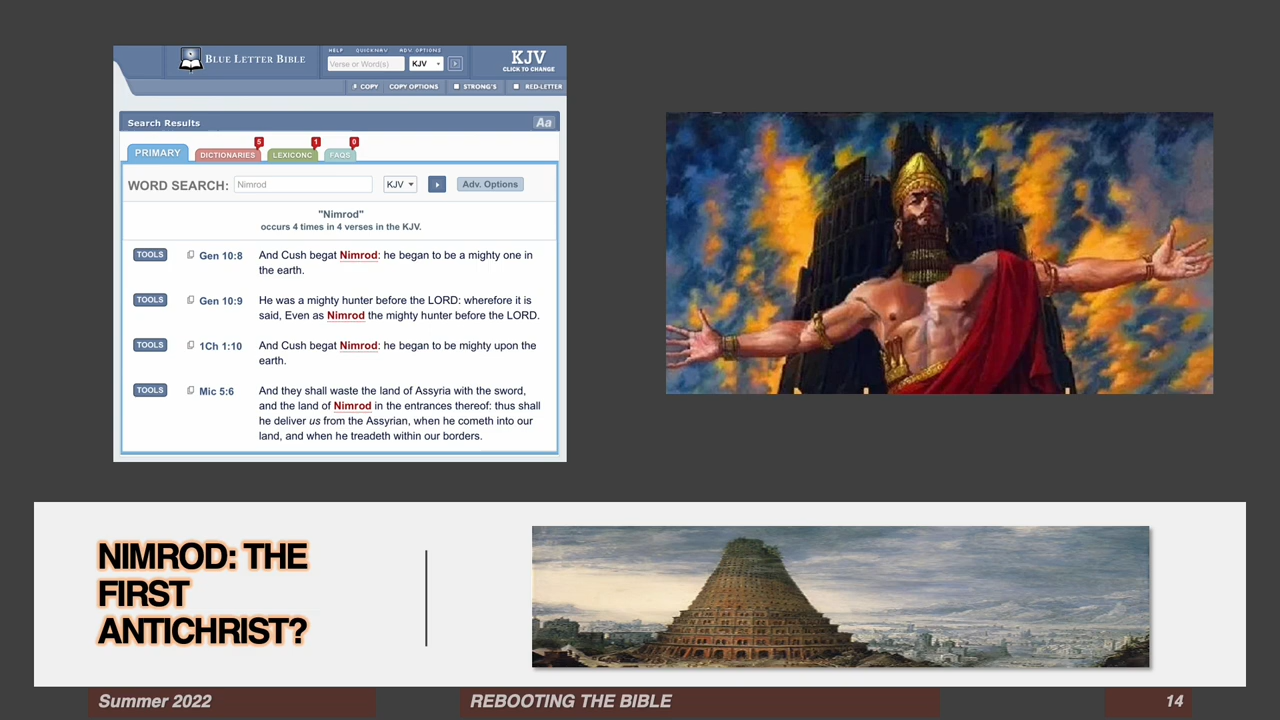 BLUE LETTER BIBLE
HELP QUICKNAV ADV OPTIONS
Verse or Word(s) KJV
KJV
CLICK TO CHANGE
COPY COPY OPTIONS STRONG'S RED-LETTER
Search Results Aa
5 1 0
PRIMARY DICTIONARIES LEXICONC FAQS
WORD SEARCH: Nimrod KJV Adv. Options
"Nimrod"
occurs 4 times in 4 verses in the KJV.
TOOLS Gen 10:8 And Cush begat Nimrod: he began to be a mighty one in
the earth.
TOOLS Gen 10:9 He was a mighty hunter before the LORD: wherefore it is
said, Even as Nimrod the mighty hunter before the LORD.
TOOLS 1Ch 1:10 And Cush begat Nimrod: he began to be mighty upon the
earth.
TOOLS Mic 5:6 And they shall waste the land of Assyria with the sword,
and the land of Nimrod in the entrances thereof: thus shall
he deliver us from the Assyrian, when he cometh into our
land, and when he treadeth within our borders.
NIMROD: THE
FIRST
ANTICHRIST?
Summer 2022 REBOOTING THE BIBLE 14